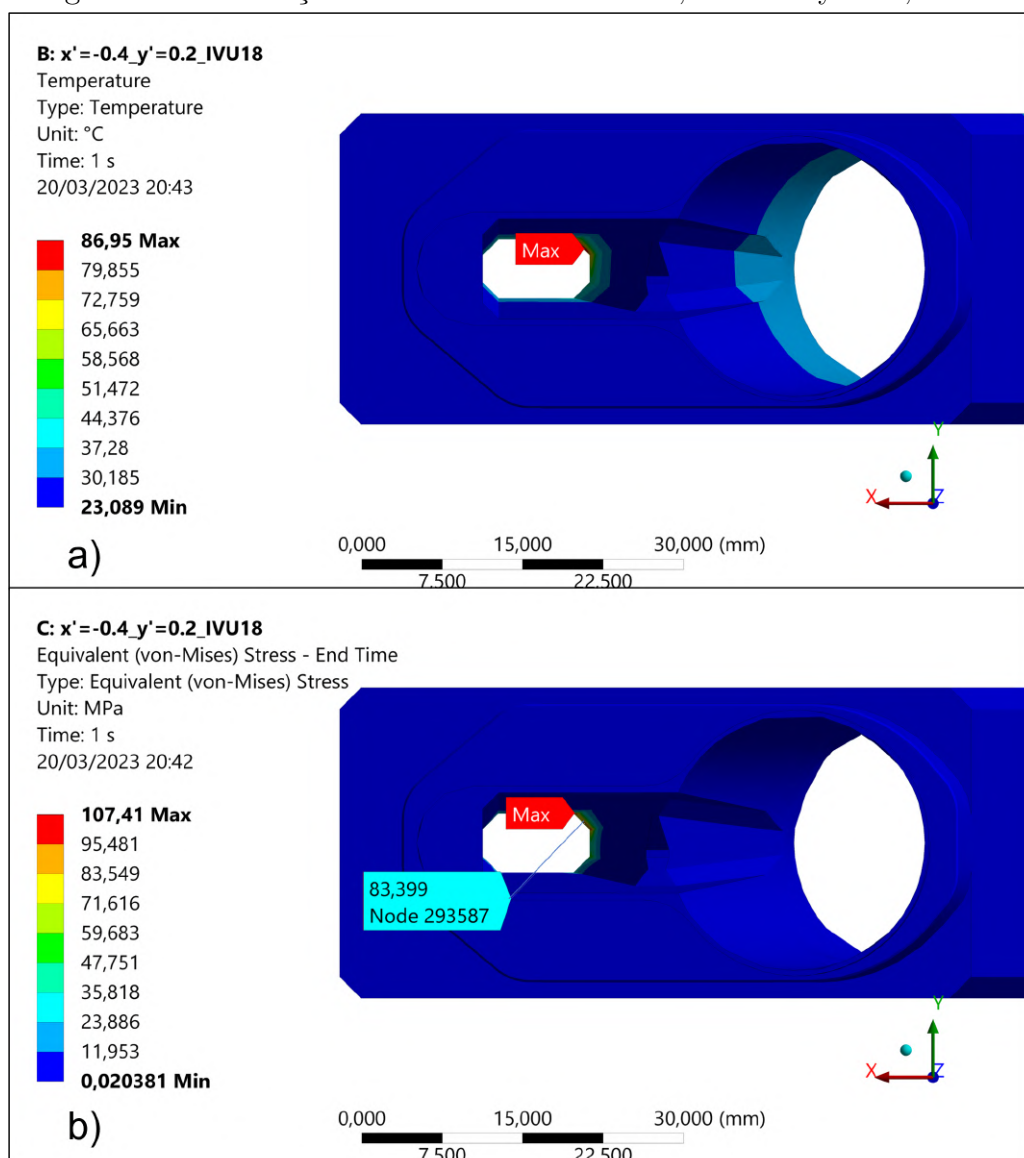 B: x'=-0.4_y'=0.2_IVU18
Temperature
Type: Temperature
Unit: °C
Time: 1 s
20/03/2023 20:43
86,95 Max
79,855
72,759
65,663
58,568
51,472
44,376
37,28
30,185
23,089 Min
Max
Y
X
Z
0,000 15,000 30,000 (mm)
7,500 22,500
a)
C: x'=-0.4_y'=0.2_IVU18
Equivalent (von-Mises) Stress - End Time
Type: Equivalent (von-Mises) Stress
Unit: MPa
Time: 1 s
20/03/2023 20:42
107,41 Max
95,481
83,549
71,616
59,683
47,751
35,818
23,886
11,953
0,020381 Min
Max
83,399
Node 293587
Y
X
Z
0,000 15,000 30,000 (mm)
7,500 22,500
b)